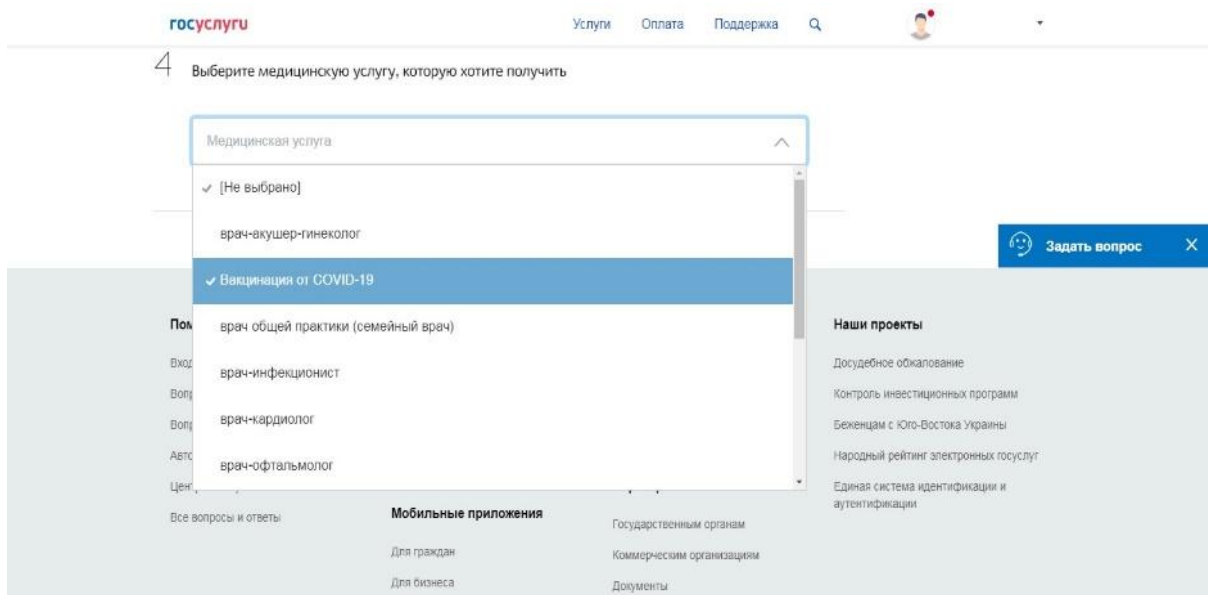 госуслуги
Услуги Оплата Поддержка
4 Выберите медицинскую услугу, которую хотите получить
Медицинская услуга
[Не выбрано]
врач-акушер-гинеколог
Вакцинация от COVID-19
врач общей практики (семейный врач)
врач-инфекционист
врач-кардиолог
врач-офтальмолог
Задать вопрос
Все вопросы и ответы
Мобильные приложения
Для граждан
Для бизнеса
Государственным органам
Коммерческим организациям
Документы
Наши проекты
Досудебное обжалование
Контроль инвестиционных программ
Беженцам с Юго-Востока Украины
Народный рейтинг электронных госуслуг
Единая система идентификации и
аутентификации